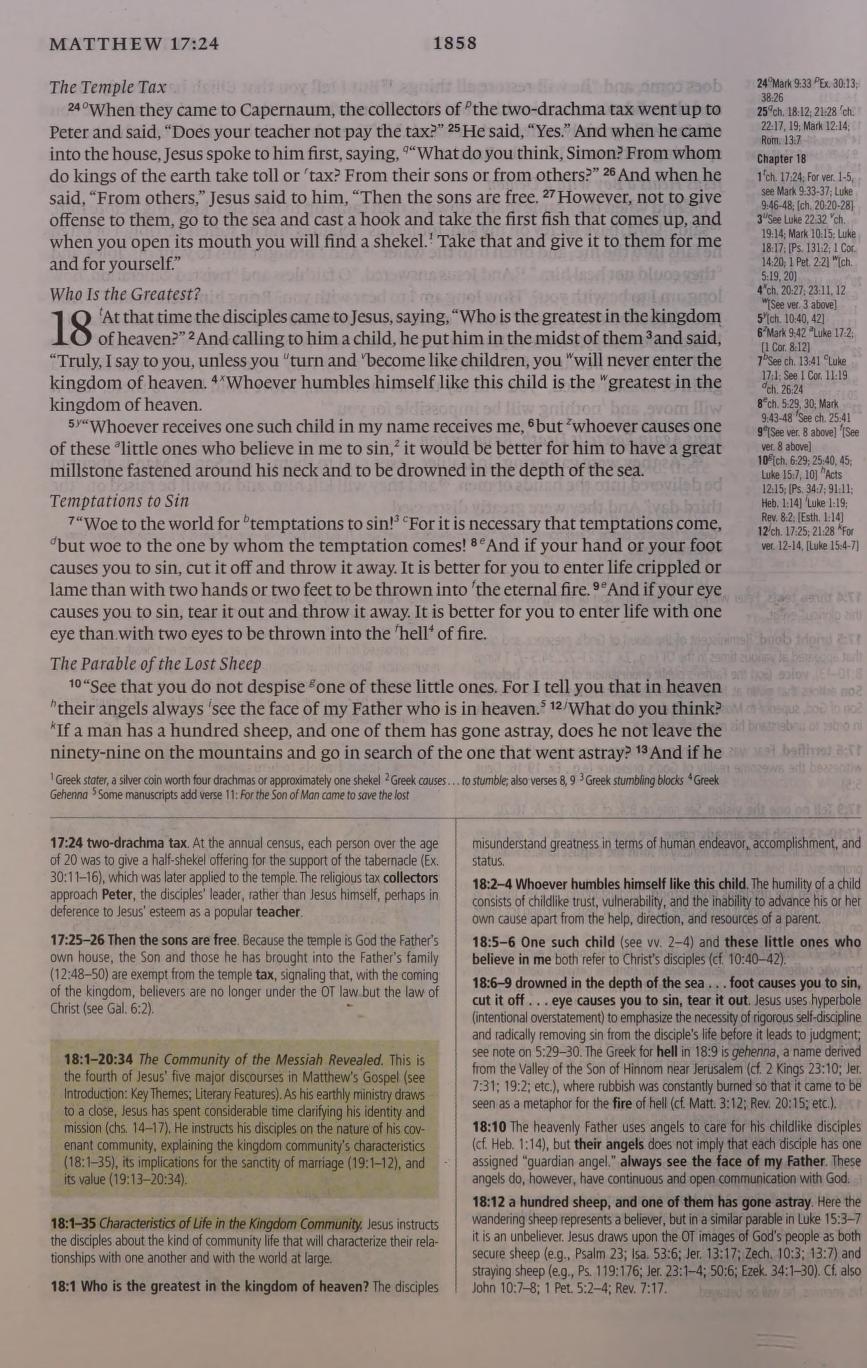 MATTHEW 17:24
1858
The Temple Tax
24 o When they came to Capernaum, the collectors of p the two-drachma tax went up to
Peter and said, “Does your teacher not pay the tax?” 25 He said, “Yes.” And when he came
into the house, Jesus spoke to him first, saying, q “What do you think, Simon? From whom
do kings of the earth take toll or r tax? From their sons or from others?” 26 And when he
said, “From others,” Jesus said to him, “Then the sons are free. 27 However, not to give
offense to them, go to the sea and cast a hook and take the first fish that comes up, and
when you open its mouth you will find a shekel.1 Take that and give it to them for me
and for yourself.”
Who Is the Greatest?
18 t At that time the disciples came to Jesus, saying, “Who is the greatest in the kingdom
of heaven?” 2 And calling to him a child, he put him in the midst of them 3 and said,
“Truly, I say to you, unless you u turn and v become like children, you w will never enter the
kingdom of heaven. 4 x Whoever humbles himself like this child is the w greatest in the
kingdom of heaven.
5 y “Whoever receives one such child in my name receives me, 6 but z whoever causes one
of these a little ones who believe in me to sin,2 it would be better for him to have a great
millstone fastened around his neck and to be drowned in the depth of the sea.
Temptations to Sin
7 “Woe to the world for b temptations to sin!3 c For it is necessary that temptations come,
d but woe to the one by whom the temptation comes! 8 e And if your hand or your foot
causes you to sin, cut it off and throw it away. It is better for you to enter life crippled or
lame than with two hands or two feet to be thrown into f the eternal fire. 9 e And if your eye
causes you to sin, tear it out and throw it away. It is better for you to enter life with one
eye than with two eyes to be thrown into the f hell4 of fire.
The Parable of the Lost Sheep
10 “See that you do not despise g one of these little ones. For I tell you that in heaven
h their angels always i see the face of my Father who is in heaven.5 12 j What do you think?
k If a man has a hundred sheep, and one of them has gone astray, does he not leave the
ninety-nine on the mountains and go in search of the one that went astray? 13 And if he
1 Greek stater, a silver coin worth four drachmas or approximately one shekel 2 Greek causes . . . to stumble; also verses 8, 9 3 Greek stumbling blocks 4 Greek
Gehenna 5 Some manuscripts add verse 11: For the Son of Man came to save the lost
24 o Mark 9:33 p Ex. 30:13;
38:26
25 q ch. 18:12; 21:28 r ch.
22:17, 19; Mark 12:14;
Rom. 13:7
Chapter 18
1 t ch. 17:24; For ver. 1-5,
see Mark 9:33-37; Luke
9:46-48; [ch. 20:20-28]
3 u See Luke 22:32 v ch.
19:14; Mark 10:15; Luke
18:17; [Ps. 131:2; 1 Cor.
14:20; 1 Pet. 2:2] w [ch.
5:19, 20]
4 x ch. 20:27; 23:11, 12
w [See ver. 3 above]
5 y [ch. 10:40, 42]
6 z Mark 9:42 a Luke 17:2;
[1 Cor. 8:12]
7 b See ch. 13:41 c Luke
17:1; See 1 Cor. 11:19
d ch. 26:24
8 e ch. 5:29, 30; Mark
9:43-48 f See ch. 25:41
9 e [See ver. 8 above] f [See
ver. 8 above]
10 g [ch. 6:29; 25:40, 45;
Luke 15:7, 10] h Acts
12:15; [Ps. 34:7; 91:11;
Heb. 1:14] i Luke 1:19;
Rev. 8:2; [Esth. 1:14]
12 j ch. 17:25; 21:28 k For
ver. 12-14, [Luke 15:4-7]
17:24 two-drachma tax. At the annual census, each person over the age
of 20 was to give a half-shekel offering for the support of the tabernacle (Ex.
30:11–16), which was later applied to the temple. The religious tax collectors
approach Peter, the disciples’ leader, rather than Jesus himself, perhaps in
deference to Jesus’ esteem as a popular teacher.
17:25–26 Then the sons are free. Because the temple is God the Father’s
own house, the Son and those he has brought into the Father’s family
(12:48–50) are exempt from the temple tax, signaling that, with the coming
of the kingdom, believers are no longer under the OT law but the law of
Christ (see Gal. 6:2).
18:1–20:34 The Community of the Messiah Revealed. This is
the fourth of Jesus’ five major discourses in Matthew’s Gospel (see
Introduction: Key Themes; Literary Features). As his earthly ministry draws
to a close, Jesus has spent considerable time clarifying his identity and
mission (chs. 14–17). He instructs his disciples on the nature of his cov-
enant community, explaining the kingdom community’s characteristics
(18:1–35), its implications for the sanctity of marriage (19:1–12), and
its value (19:13–20:34).
18:1–35 Characteristics of Life in the Kingdom Community. Jesus instructs
the disciples about the kind of community life that will characterize their rela-
tionships with one another and with the world at large.
18:1 Who is the greatest in the kingdom of heaven? The disciples
misunderstand greatness in terms of human endeavor, accomplishment, and
status.
18:2–4 Whoever humbles himself like this child. The humility of a child
consists of childlike trust, vulnerability, and the inability to advance his or her
own cause apart from the help, direction, and resources of a parent.
18:5–6 One such child (see vv. 2–4) and these little ones who
believe in me both refer to Christ’s disciples (cf. 10:40–42).
18:6–9 drowned in the depth of the sea . . . foot causes you to sin,
cut it off . . . eye causes you to sin, tear it out. Jesus uses hyperbole
(intentional overstatement) to emphasize the necessity of rigorous self-discipline
and radically removing sin from the disciple’s life before it leads to judgment;
see note on 5:29–30. The Greek for hell in 18:9 is gehenna, a name derived
from the Valley of the Son of Hinnom near Jerusalem (cf. 2 Kings 23:10; Jer.
7:31; 19:2; etc.), where rubbish was constantly burned so that it came to be
seen as a metaphor for the fire of hell (cf. Matt. 3:12; Rev. 20:15; etc.).
18:10 The heavenly Father uses angels to care for his childlike disciples
(cf. Heb. 1:14), but their angels does not imply that each disciple has one
assigned “guardian angel.” always see the face of my Father. These
angels do, however, have continuous and open communication with God.
18:12 a hundred sheep, and one of them has gone astray. Here the
wandering sheep represents a believer, but in a similar parable in Luke 15:3–7
it is an unbeliever. Jesus draws upon the OT images of God’s people as both
secure sheep (e.g., Psalm 23; Isa. 53:6; Jer. 13:17; Zech. 10:3; 13:7) and
straying sheep (e.g., Ps. 119:176; Jer. 23:1–4; 50:6; Ezek. 34:1–30). Cf. also
John 10:7–8; 1 Pet. 5:2–4; Rev. 7:17.